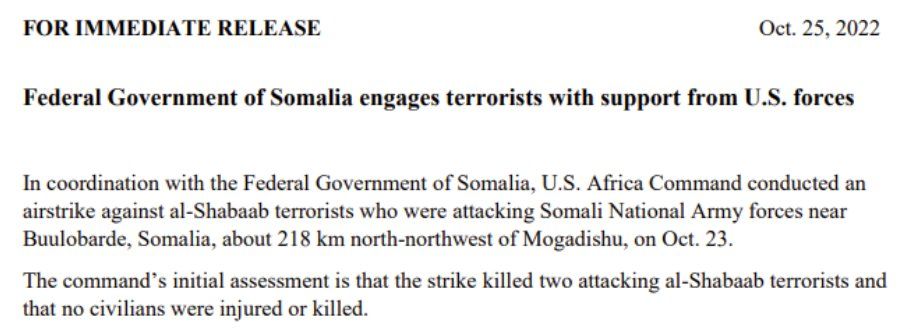 FOR IMMEDIATE RELEASE Oct. 25, 2022
Federal Government of Somalia engages terrorists with support from U.S. forces
In coordination with the Federal Government of Somalia, U.S. Africa Command conducted an
airstrike against al-Shabaab terrorists who were attacking Somali National Army forces near
Buulobarde, Somalia, about 218 km north-northwest of Mogadishu, on Oct. 23.
The command’s initial assessment is that the strike killed two attacking al-Shabaab terrorists and
that no civilians were injured or killed.